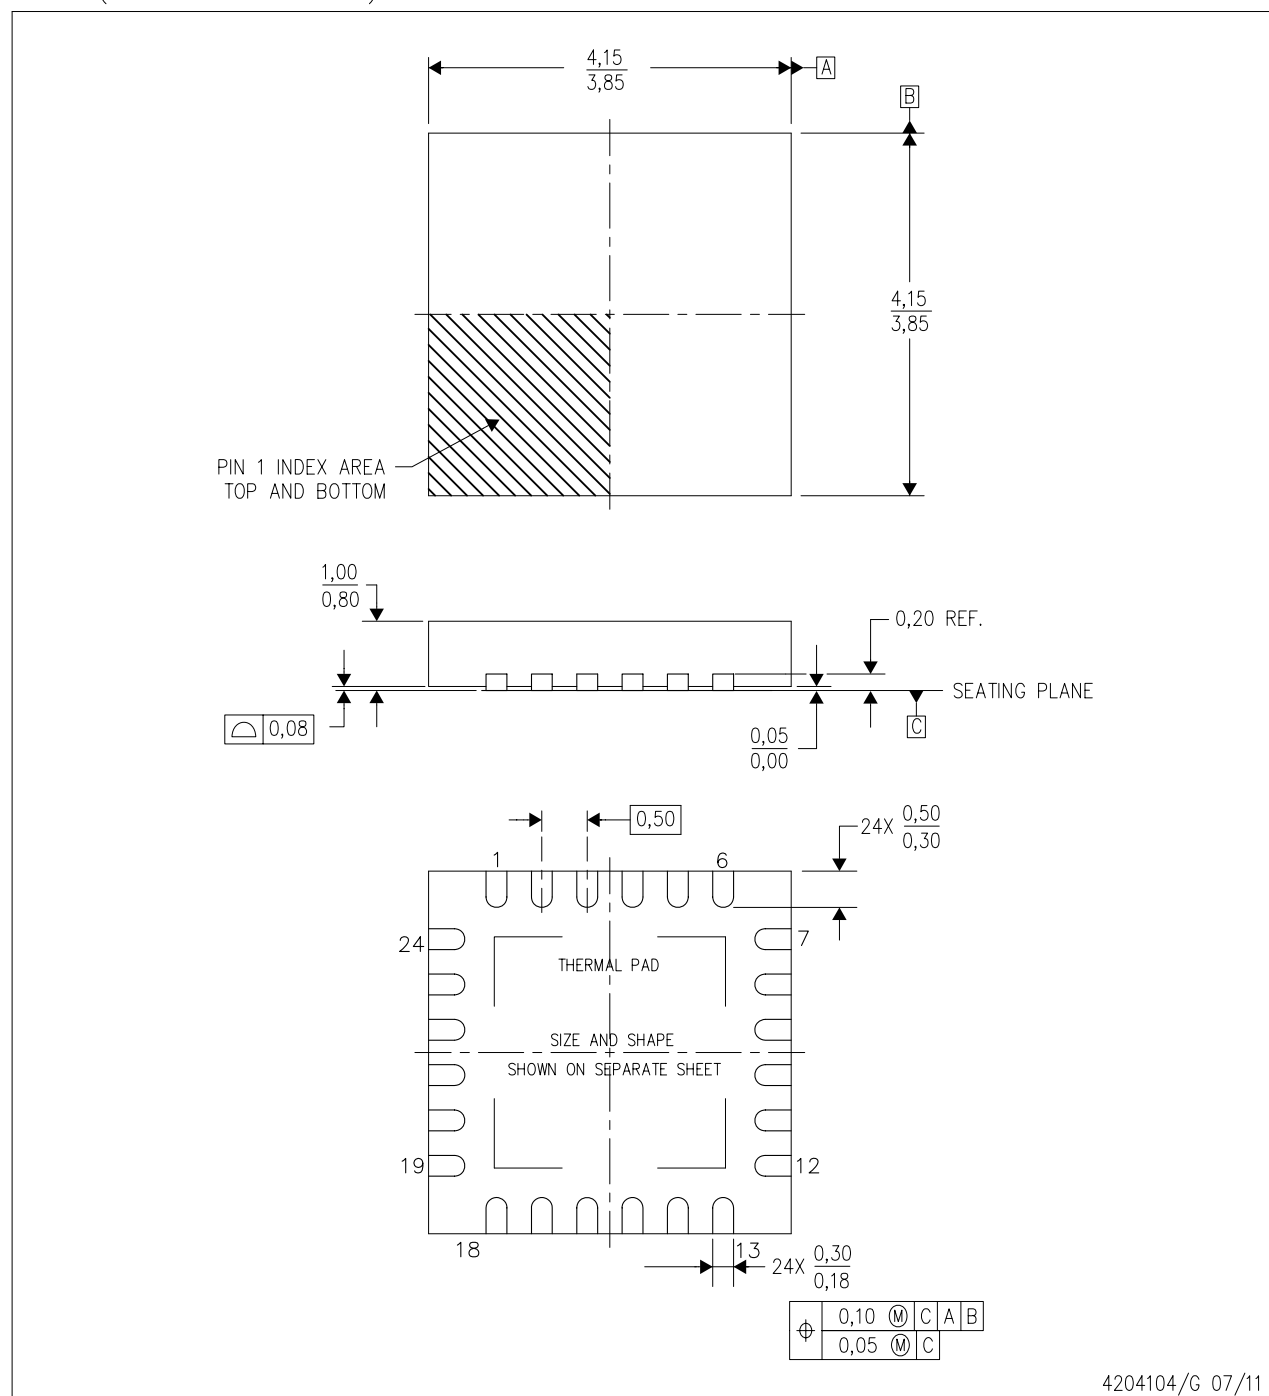 4,15
3,85
A
B
4,15
3,85
PIN 1 INDEX AREA
TOP AND BOTTOM
1,00
0,80
0,20 REF.
SEATING PLANE
0,08
0,05
0,00
C
0,50
24X 0,50
0,30
1
6
24
7
THERMAL PAD
SIZE AND SHAPE
SHOWN ON SEPARATE SHEET
19
12
18
13
24X 0,30
0,18
0,10 Ⓜ C A B
0,05 Ⓜ C
4204104/G 07/11